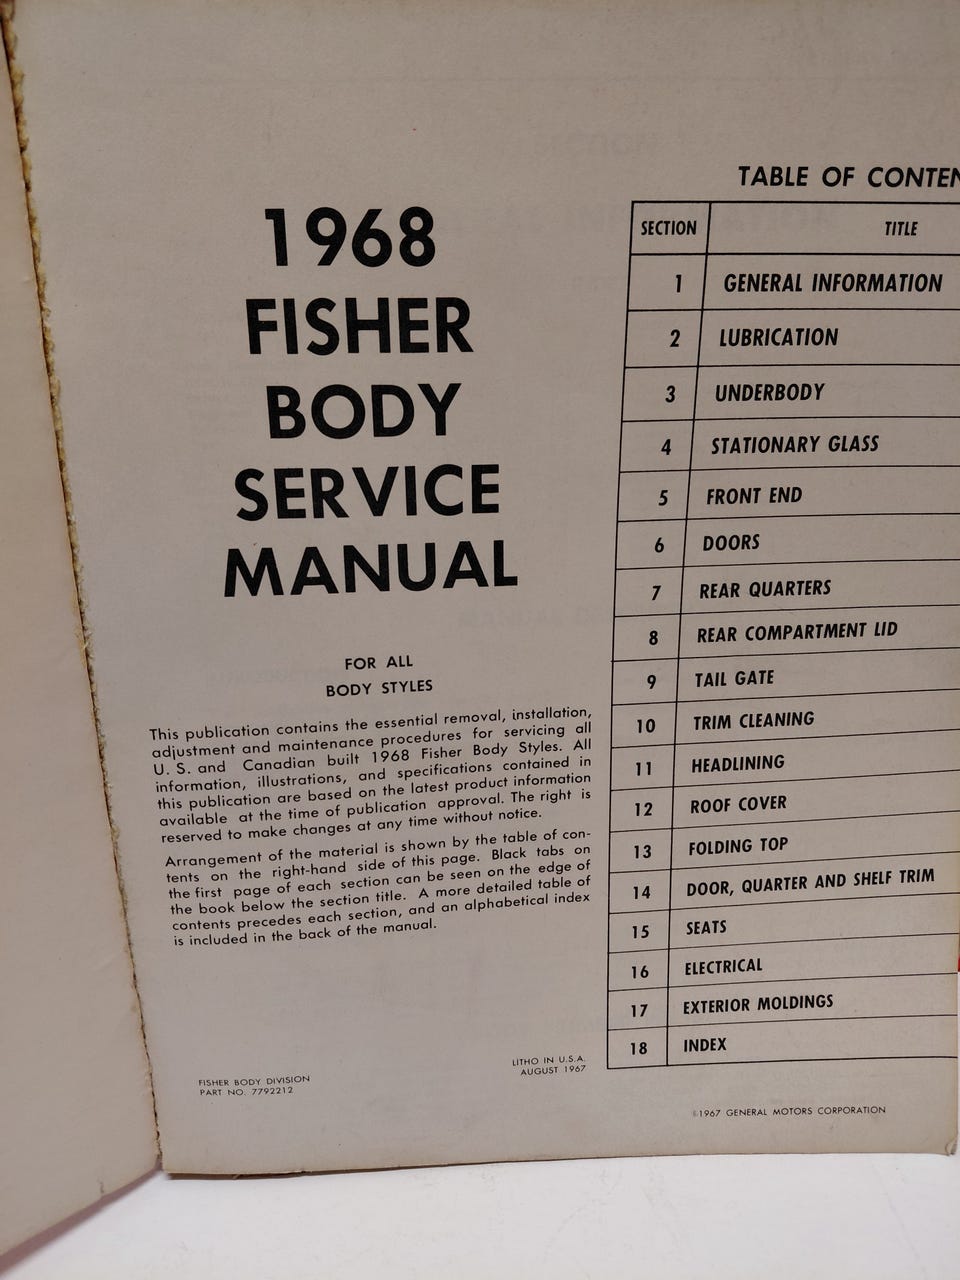 1968
FISHER
BODY
SERVICE
MANUAL
FOR ALL
BODY STYLES
This publication contains the essential removal, installation,
adjustment and maintenance procedures for servicing all
U. S. and Canadian built 1968 Fisher Body Styles. All
information, illustrations, and specifications contained in
this publication are based on the latest product information
available at the time of publication approval. The right is
reserved to make changes at any time without notice.
Arrangement of the material is shown by the table of con-
tents on the right-hand side of this page. Black tabs on
the first page of each section can be seen on the edge of
the book below the section title. A more detailed table of
contents precedes each section, and an alphabetical index
is included in the back of the manual.
FISHER BODY DIVISION
PART NO. 7792212
LITHO IN U.S.A.
AUGUST 1967
TABLE OF CONTEN
SECTION TITLE
1 GENERAL INFORMATION
2 LUBRICATION
3 UNDERBODY
4 STATIONARY GLASS
5 FRONT END
6 DOORS
7 REAR QUARTERS
8 REAR COMPARTMENT LID
9 TAIL GATE
10 TRIM CLEANING
11 HEADLINING
12 ROOF COVER
13 FOLDING TOP
14 DOOR, QUARTER AND SHELF TRIM
15 SEATS
16 ELECTRICAL
17 EXTERIOR MOLDINGS
18 INDEX
©1967 GENERAL MOTORS CORPORATION